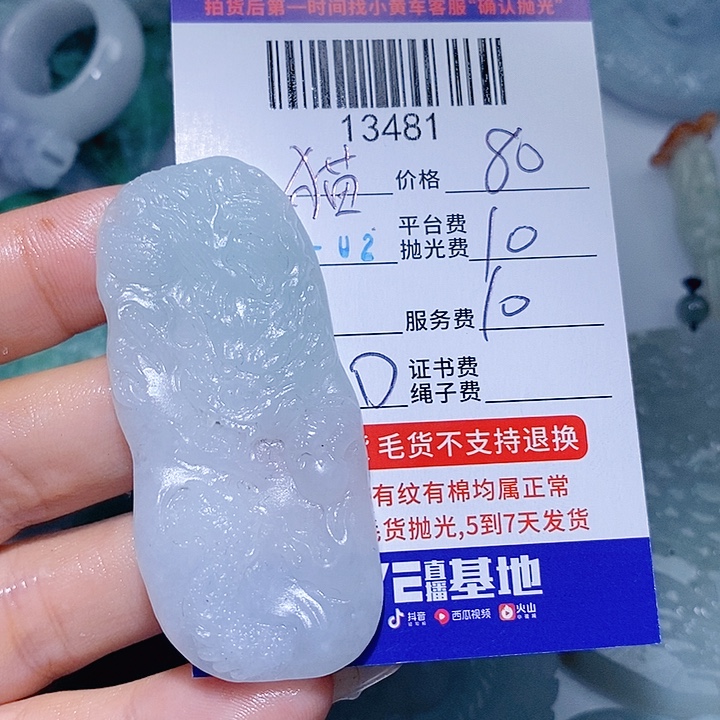 拍货后第一时间找小黄车客服“确认抛光”
13481
猫 价格 80
平台费
抛光费 10
服务费 10
证书费
绳子费
毛货不支持退换
有纹有棉均属正常
毛货抛光,5到7天发货
直播基地
抖音 西瓜视频 火山